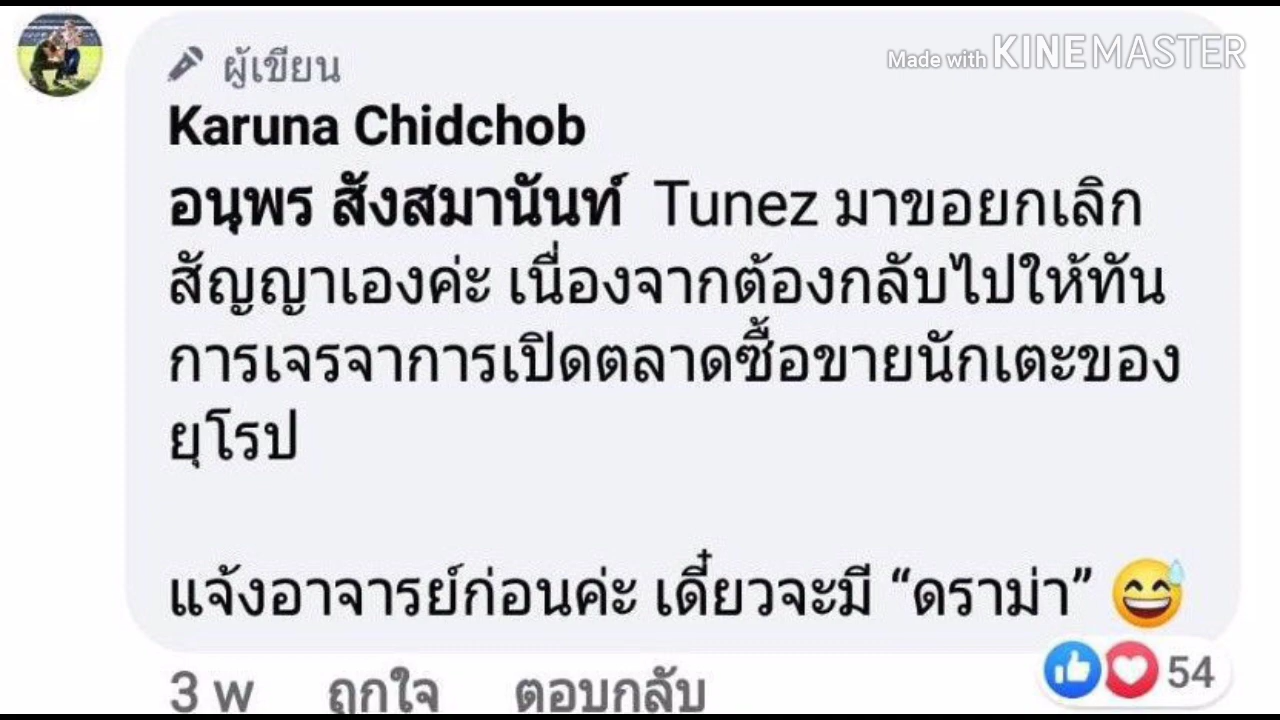 ผู้เขียน
Made with KINEMASTER
Karuna Chidchob
อนุพร สังสมานันท์ Tunez มาขอยกเลิก
สัญญาเองค่ะ เนื่องจากต้องกลับไปให้ทัน
การเจรจาการเปิดตลาดซื้อขายนักเตะของ
ยุโรป
แจ้งอาจารย์ก่อนค่ะ เดี๋ยวจะมี “ดราม่า” 😅
54
3 w ถูกใจ ตอบกลับ